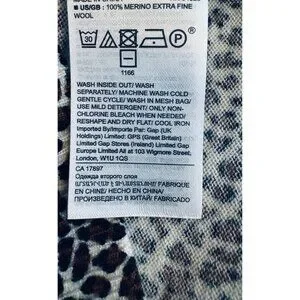 MADE IN CHINA
■ US/GB : 100% MERINO EXTRA FINE
WOOL
30
P
1166
WASH INSIDE OUT/ WASH
SEPARATELY/ MACHINE WASH COLD
GENTLE CYCLE/ WASH IN MESH BAG/
USE MILD DETERGENT/ ONLY NON-
CHLORINE BLEACH WHEN NEEDED/
RESHAPE AND DRY FLAT/ COOL IRON
Imported By/Importe Par: Gap (UK
Holdings) Limited: GPS (Great Britain)
Limited Gap Stores (Ireland) Limited Gap
Europe Limited All at 103 Wigmore Street,
London, W1U 1QS
CA 17897
Одежда второго слоя
FABRIQUE
EN CHINE/ HECHO EN CHINA/
ПРОИЗВЕДЕНО В КИТАЙ/ FABRICADO